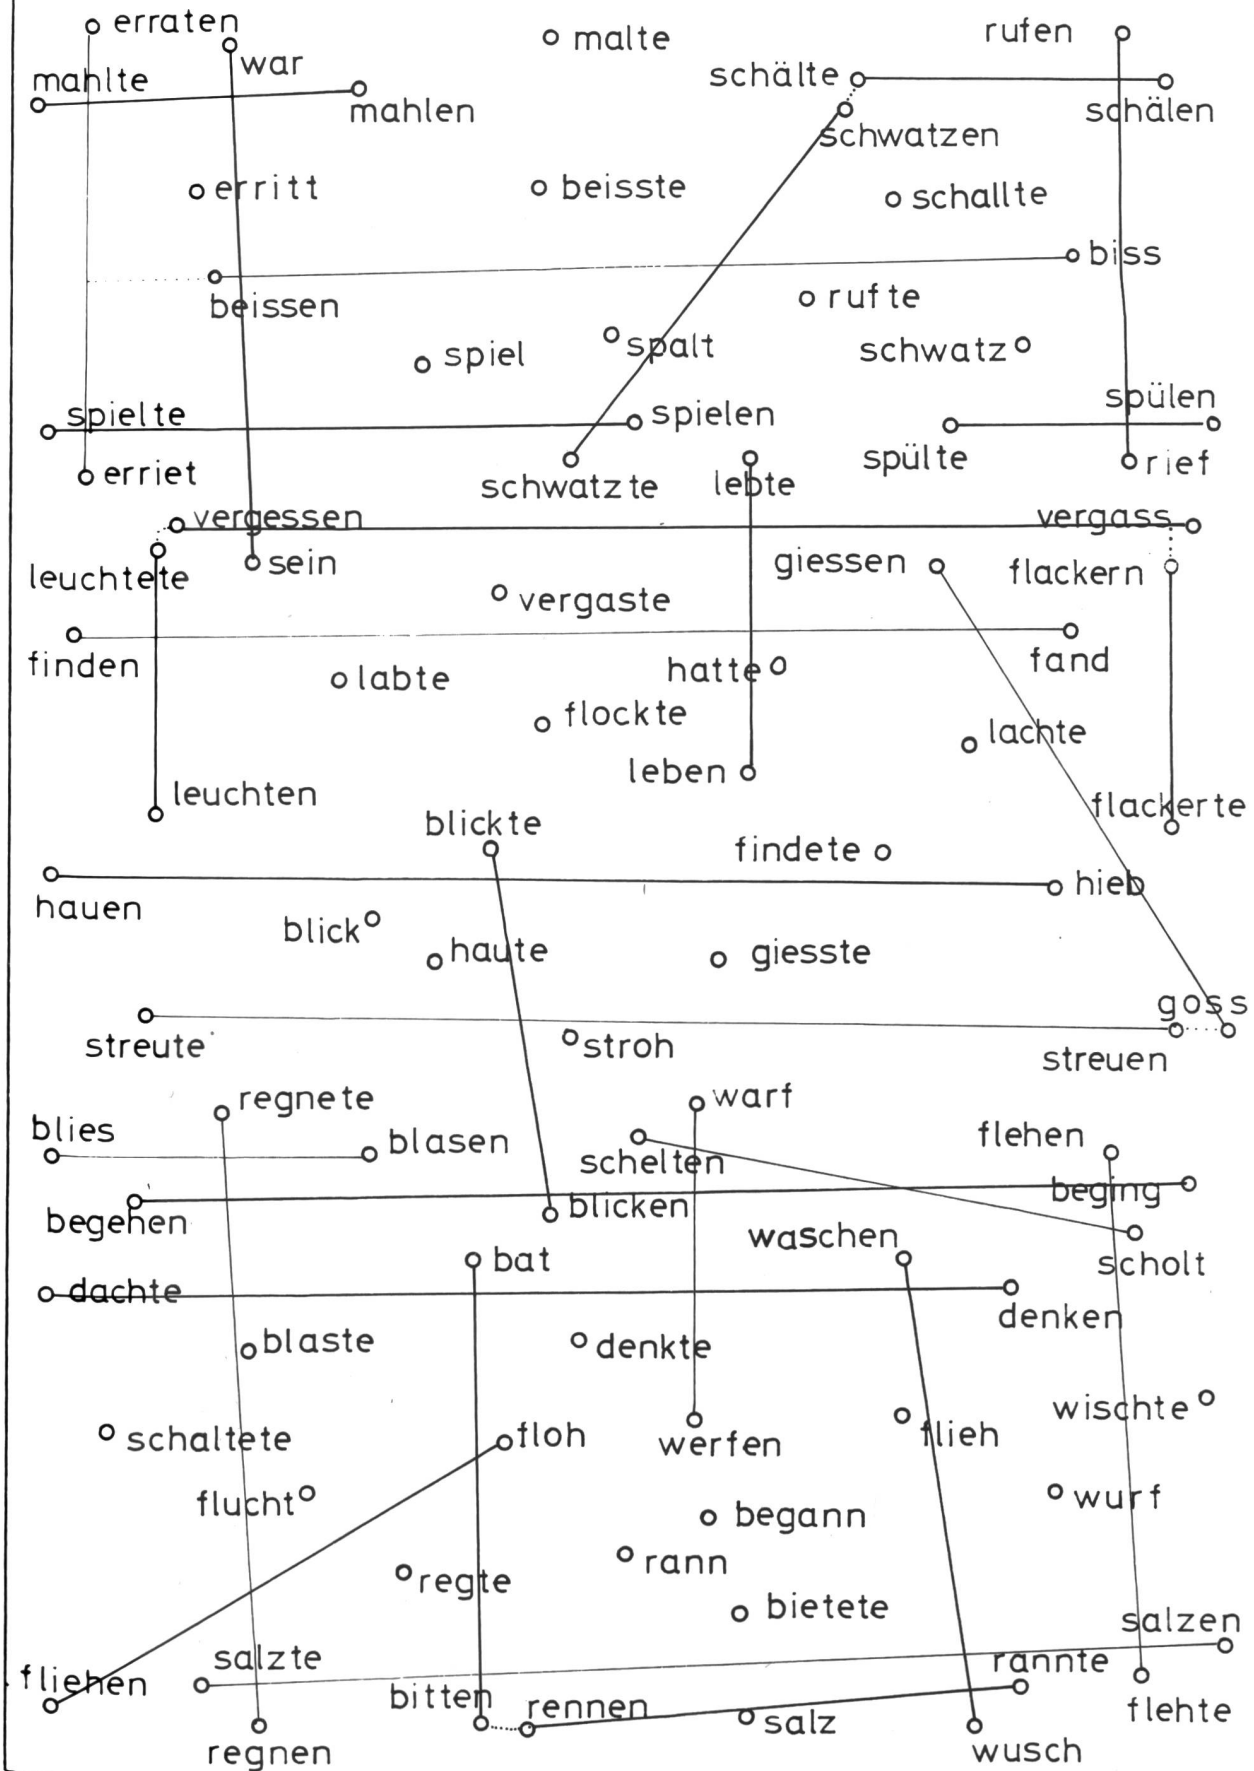 erraten
malte
rufen
war
mahlte
schälte
mahlen
schälen
schwatzen
erritt
beisste
schallte
biss
beissen
rufte
spiel
spalt
schwatz
spielte
spielen
spülen
erriet
schwatzte
lebte
spülte
rief
vergessen
vergass
leuchtete
sein
giessen
flackern
vergaste
finden
labte
hatte
fand
flockte
lachte
leben
leuchten
flackerte
blickte
findete
hauen
hieb
blick
haute
giesste
goss
streute
stroh
streuen
regnete
warf
blies
blasen
schelten
flehen
begehen
blicken
beging
bat
waschen
scholt
dachte
denken
blaste
denkte
wischte
schaltete
floh
werfen
flieh
flucht
begann
wurf
regte
rann
bietete
salzen
fliehen
salzte
bitten
rennen
salz
rannte
flehte
regnen
wusch